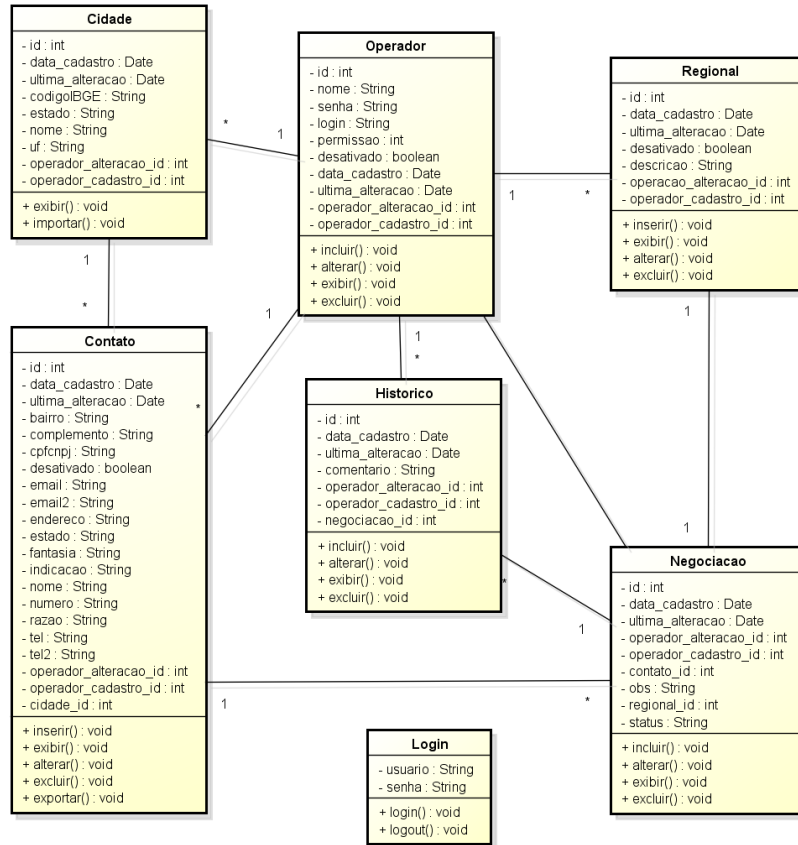 Cidade
- id : int
- data_cadastro : Date
- ultima_alteracao : Date
- codigoIBGE : String
- estado : String
- nome : String
- uf : String
- operador_alteracao_id : int
- operador_cadastro_id : int
+ exibir() : void
+ importar() : void
Operador
- id : int
- nome : String
- senha : String
- login : String
- permissao : int
- desativado : boolean
- data_cadastro : Date
- ultima_alteracao : Date
- operador_alteracao_id : int
- operador_cadastro_id : int
+ incluir() : void
+ alterar() : void
+ exibir() : void
+ excluir() : void
Regional
- id : int
- data_cadastro : Date
- ultima_alteracao : Date
- desativado : boolean
- descricao : String
- operacao_alteracao_id : int
- operador_cadastro_id : int
+ inserir() : void
+ exibir() : void
+ alterar() : void
+ excluir() : void
*
1
1
*
1
*
1
*
1
*
1
1
Contato
- id : int
- data_cadastro : Date
- ultima_alteracao : Date
- bairro : String
- complemento : String
- cpfcnpj : String
- desativado : boolean
- email : String
- email2 : String
- endereco : String
- estado : String
- fantasia : String
- indicacao : String
- nome : String
- numero : String
- razao : String
- tel : String
- tel2 : String
- operador_alteracao_id : int
- operador_cadastro_id : int
- cidade_id : int
+ inserir() : void
+ exibir() : void
+ alterar() : void
+ excluir() : void
+ exportar() : void
Historico
- id : int
- data_cadastro : Date
- ultima_alteracao : Date
- comentario : String
- operador_alteracao_id : int
- operador_cadastro_id : int
- negociacao_id : int
+ incluir() : void
+ alterar() : void
+ exibir() : void
+ excluir() : void
*
1
Negociacao
- id : int
- data_cadastro : Date
- ultima_alteracao : Date
- operador_alteracao_id : int
- operador_cadastro_id : int
- contato_id : int
- obs : String
- regional_id : int
- status : String
+ incluir() : void
+ alterar() : void
+ exibir() : void
+ excluir() : void
1
*
Login
- usuario : String
- senha : String
+ login() : void
+ logout() : void